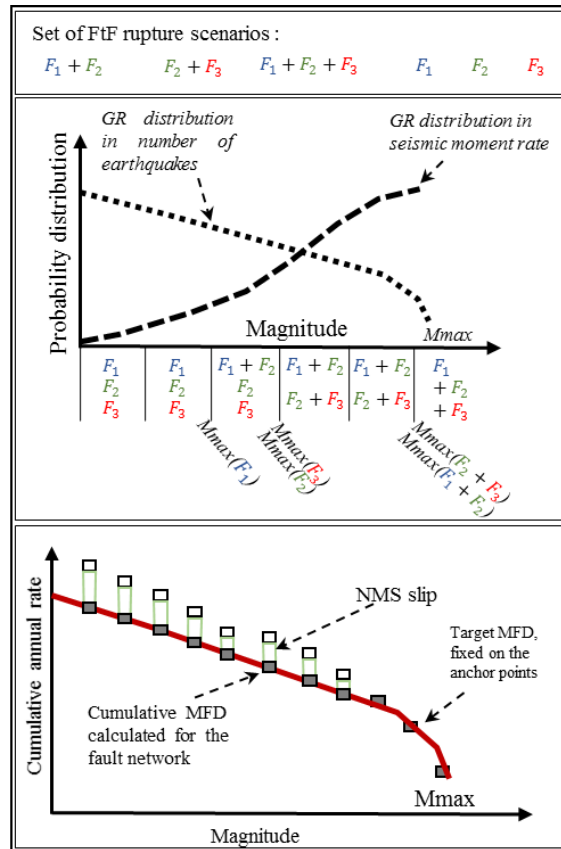 Set of FtF rupture scenarios :
F1 + F2 F2 + F3 F1 + F2 + F3 F1 F2 F3
GR distribution
in number of
earthquakes
GR distribution in
seismic moment rate
Probability distribution
Magnitude
Mmax
F1 F1 F1 + F2 F1 + F2 F1 + F2 F1
F2 F2 F2 + F2
F3 F3 F3 F2 + F3 F2 + F3 + F3
Mmax(F1)
Mmax(F3)
Mmax(F2)
Mmax(F2 + F3)
Mmax(F1 + F2)
NMS slip
Target MFD,
fixed on the
anchor points
Cumulative MFD
calculated for the
fault network
Cumulative annual rate
Mmax
Magnitude